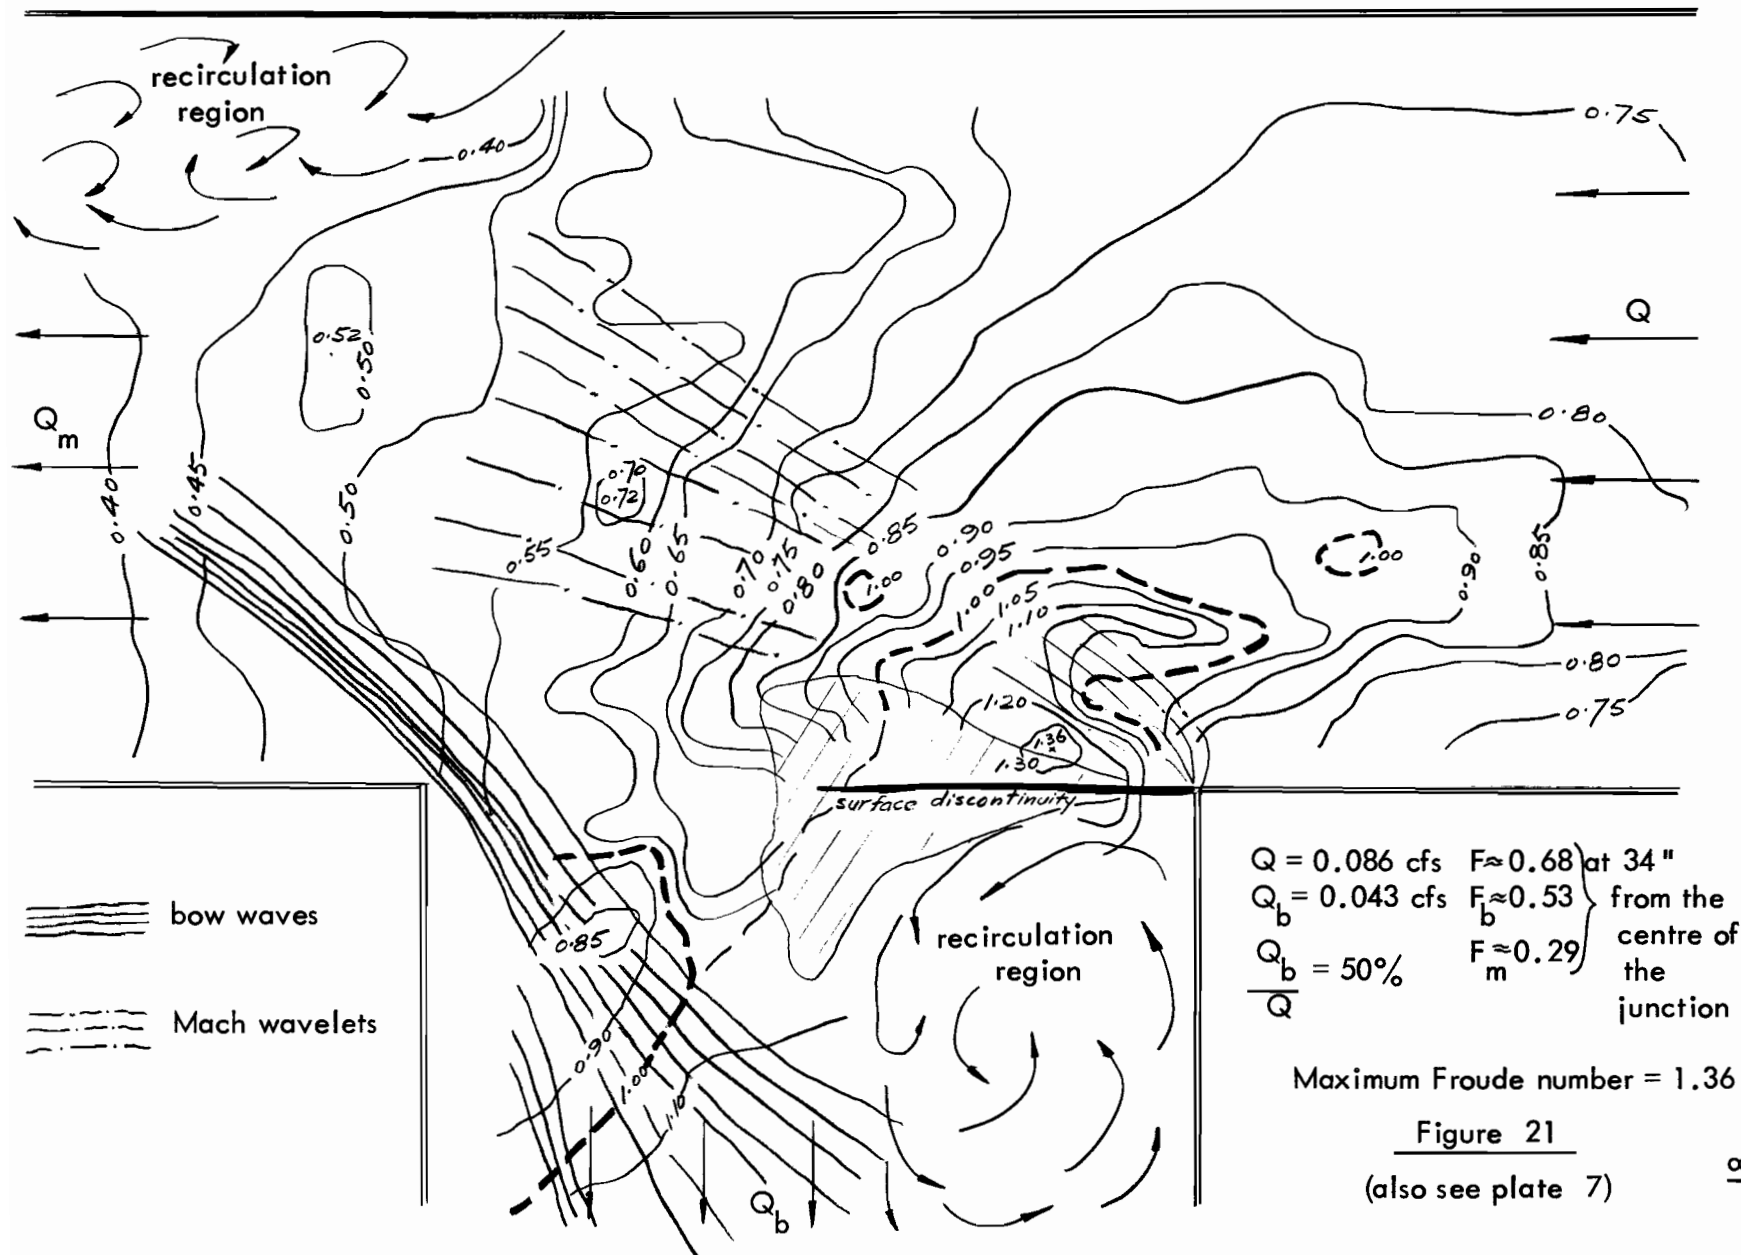 recirculation
region
0.40
0.75
Q
0.52
0.50
0.80
Q
m
0.70
0.72
0.45
0.40
0.50
0.55
0.60
0.65
0.70
0.75
0.80
0.85
0.90
0.95
1.00
1.00
1.05
1.10
1.00
0.90
0.85
0.80
0.75
1.20
1.36
1.30
surface discontinuity
bow waves
0.85
recirculation
region
Mach wavelets
0.90
1.00
Q
b
Q = 0.086 cfs F≈0.68 at 34"
Q_b = 0.043 cfs F_b≈0.53 from the
centre of
Q_b/Q = 50% F_m≈0.29 the
junction
Maximum Froude number = 1.36
Figure 21
(also see plate 7)